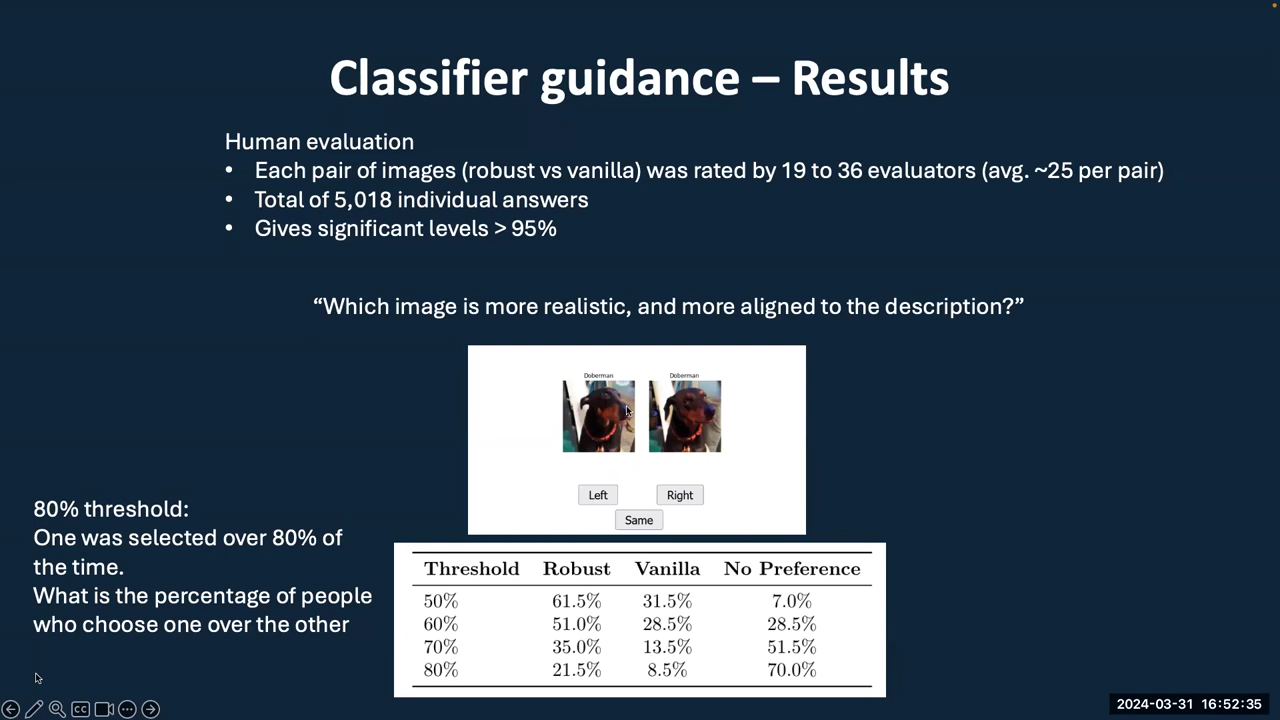 Classifier guidance – Results
Human evaluation
• Each pair of images (robust vs vanilla) was rated by 19 to 36 evaluators (avg. ~25 per pair)
• Total of 5,018 individual answers
• Gives significant levels > 95%
“Which image is more realistic, and more aligned to the description?”
Doberman Doberman
Left Right
Same
80% threshold:
One was selected over 80% of
the time.
What is the percentage of people
who choose one over the other
Threshold Robust Vanilla No Preference
50% 61.5% 31.5% 7.0%
60% 51.0% 28.5% 28.5%
70% 35.0% 13.5% 51.5%
80% 21.5% 8.5% 70.0%
CC
2024-03-31 16:52:35